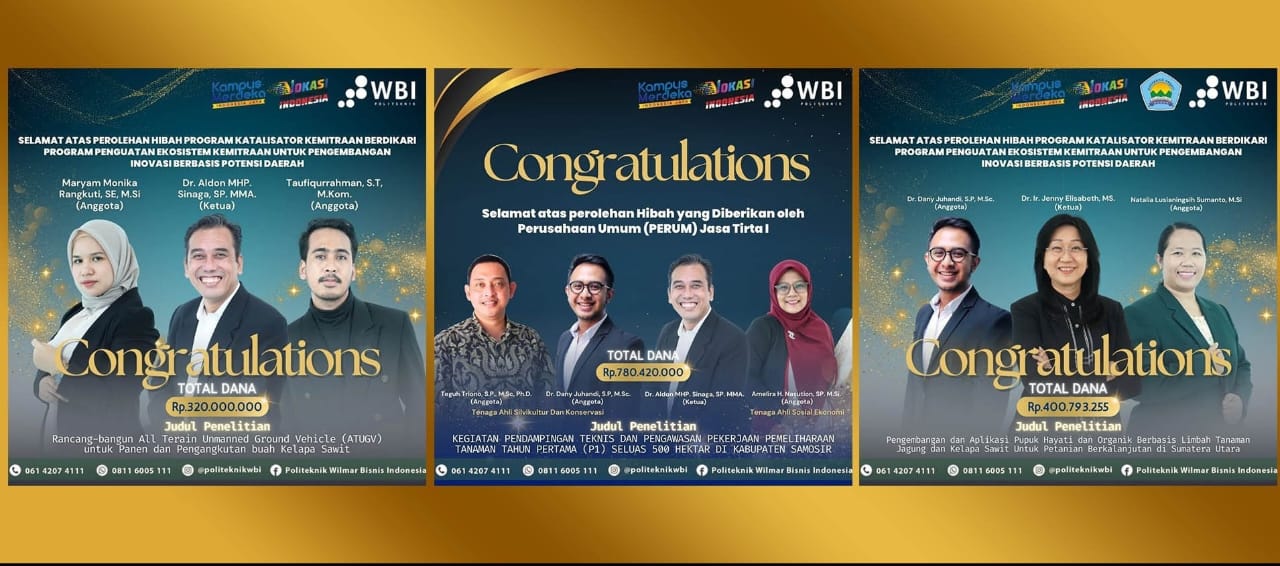 Kampus
Merdeka
INDONESIA JAYA
VOKASI
INDONESIA
WBI
POLITEKNIK
SELAMAT ATAS PEROLEHAN HIBAH PROGRAM KATALISATOR KEMITRAAN BERDIKARI
PROGRAM PENGUATAN EKOSISTEM KEMITRAAN UNTUK PENGEMBANGAN
INOVASI BERBASIS POTENSI DAERAH
Maryam Monika
Rangkuti, SE, M.Si
(Anggota)
Dr. Aldon MHP.
Sinaga, SP. MMA.
(Ketua)
Taufiqurrahman, S.T,
M.Kom.
(Anggota)
Congratulations
TOTAL DANA
Rp.320.000.000
Judul Penelitian
Rancang-bangun All Terain Unmanned Ground Vehicle (ATUGV)
untuk Panen dan Pengangkutan buah Kelapa Sawit
061 4207 4111 0811 6005 111 @politeknikwbi Politeknik Wilmar Bisnis Indonesia
Kampus
Merdeka
INDONESIA JAYA
VOKASI
INDONESIA
WBI
POLITEKNIK
Congratulations
Selamat atas perolehan Hibah yang Diberikan oleh
Perusahaan Umum (PERUM) Jasa Tirta I
TOTAL DANA
Rp.780.420.000
Teguh Triono, S.P., M.Sc, Ph.D.
(Anggota)
Dr. Dany Juhandi, S.P, M.Sc.
(Anggota)
Dr. Aldon MHP. Sinaga, SP. MMA.
(Ketua)
Amelira H. Nasution, SP. M.Si.
(Anggota)
Tenaga Ahli Silvikultur Dan Konservasi
Tenaga Ahli Sosial Ekonomi
Judul Penelitian
KEGIATAN PENDAMPINGAN TEKNIS DAN PENGAWASAN PEKERJAAN PEMELIHARAAN
TANAMAN TAHUN PERTAMA (P1) SELUAS 500 HEKTAR DI KABUPATEN SAMOSIR
061 4207 4111 0811 6005 111 @politeknikwbi Politeknik Wilmar Bisnis Indonesia
Kampus
Merdeka
INDONESIA JAYA
VOKASI
INDONESIA
WBI
POLITEKNIK
SELAMAT ATAS PEROLEHAN HIBAH PROGRAM KATALISATOR KEMITRAAN BERDIKARI
PROGRAM PENGUATAN EKOSISTEM KEMITRAAN UNTUK PENGEMBANGAN
INOVASI BERBASIS POTENSI DAERAH
Dr. Dany Juhandi, S.P, M.Sc.
(Anggota)
Dr. Ir. Jenny Elisabeth, MS.
(Ketua)
Natalia Lusianingsih Sumanto, M.Si
(Anggota)
Congratulations
TOTAL DANA
Rp.400.793.255
Judul Penelitian
Pengembangan dan Aplikasi Pupuk Hayati dan Organik Berbasis Limbah Tanaman
Jagung dan Kelapa Sawit Untuk Petanian Berkalanjutan di Sumatera Utara
061 4207 4111 0811 6005 111 @politeknikwbi Politeknik Wilmar Bisnis Indonesia